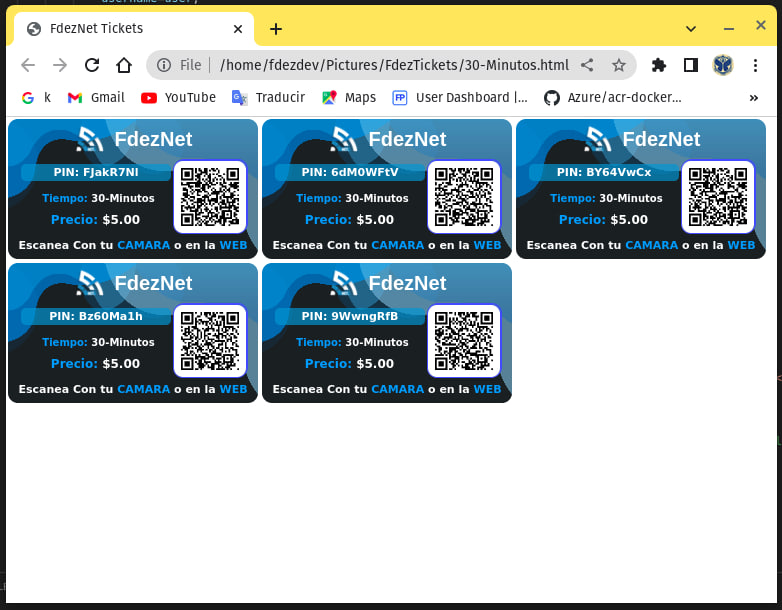 username=user,
FdezNet Tickets
File | /home/fdezdev/Pictures/FdezTickets/30-Minutos.html
k Gmail YouTube Traducir Maps User Dashboard |... Azure/acr-docker... »
FdezNet
PIN: FJakR7Nl
Tiempo: 30-Minutos
Precio: $5.00
Escanea Con tu CAMARA o en la WEB
FdezNet
PIN: 6dM0WFtV
Tiempo: 30-Minutos
Precio: $5.00
Escanea Con tu CAMARA o en la WEB
FdezNet
PIN: BY64VwCx
Tiempo: 30-Minutos
Precio: $5.00
Escanea Con tu CAMARA o en la WEB
FdezNet
PIN: Bz60Ma1h
Tiempo: 30-Minutos
Precio: $5.00
Escanea Con tu CAMARA o en la WEB
FdezNet
PIN: 9WwngRfB
Tiempo: 30-Minutos
Precio: $5.00
Escanea Con tu CAMARA o en la WEB